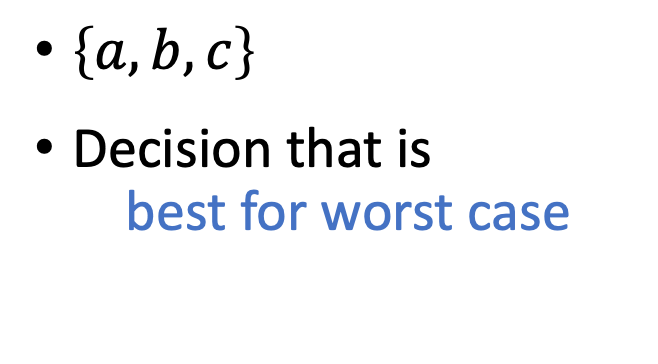 • {a, b, c}
• Decision that is
best for worst case